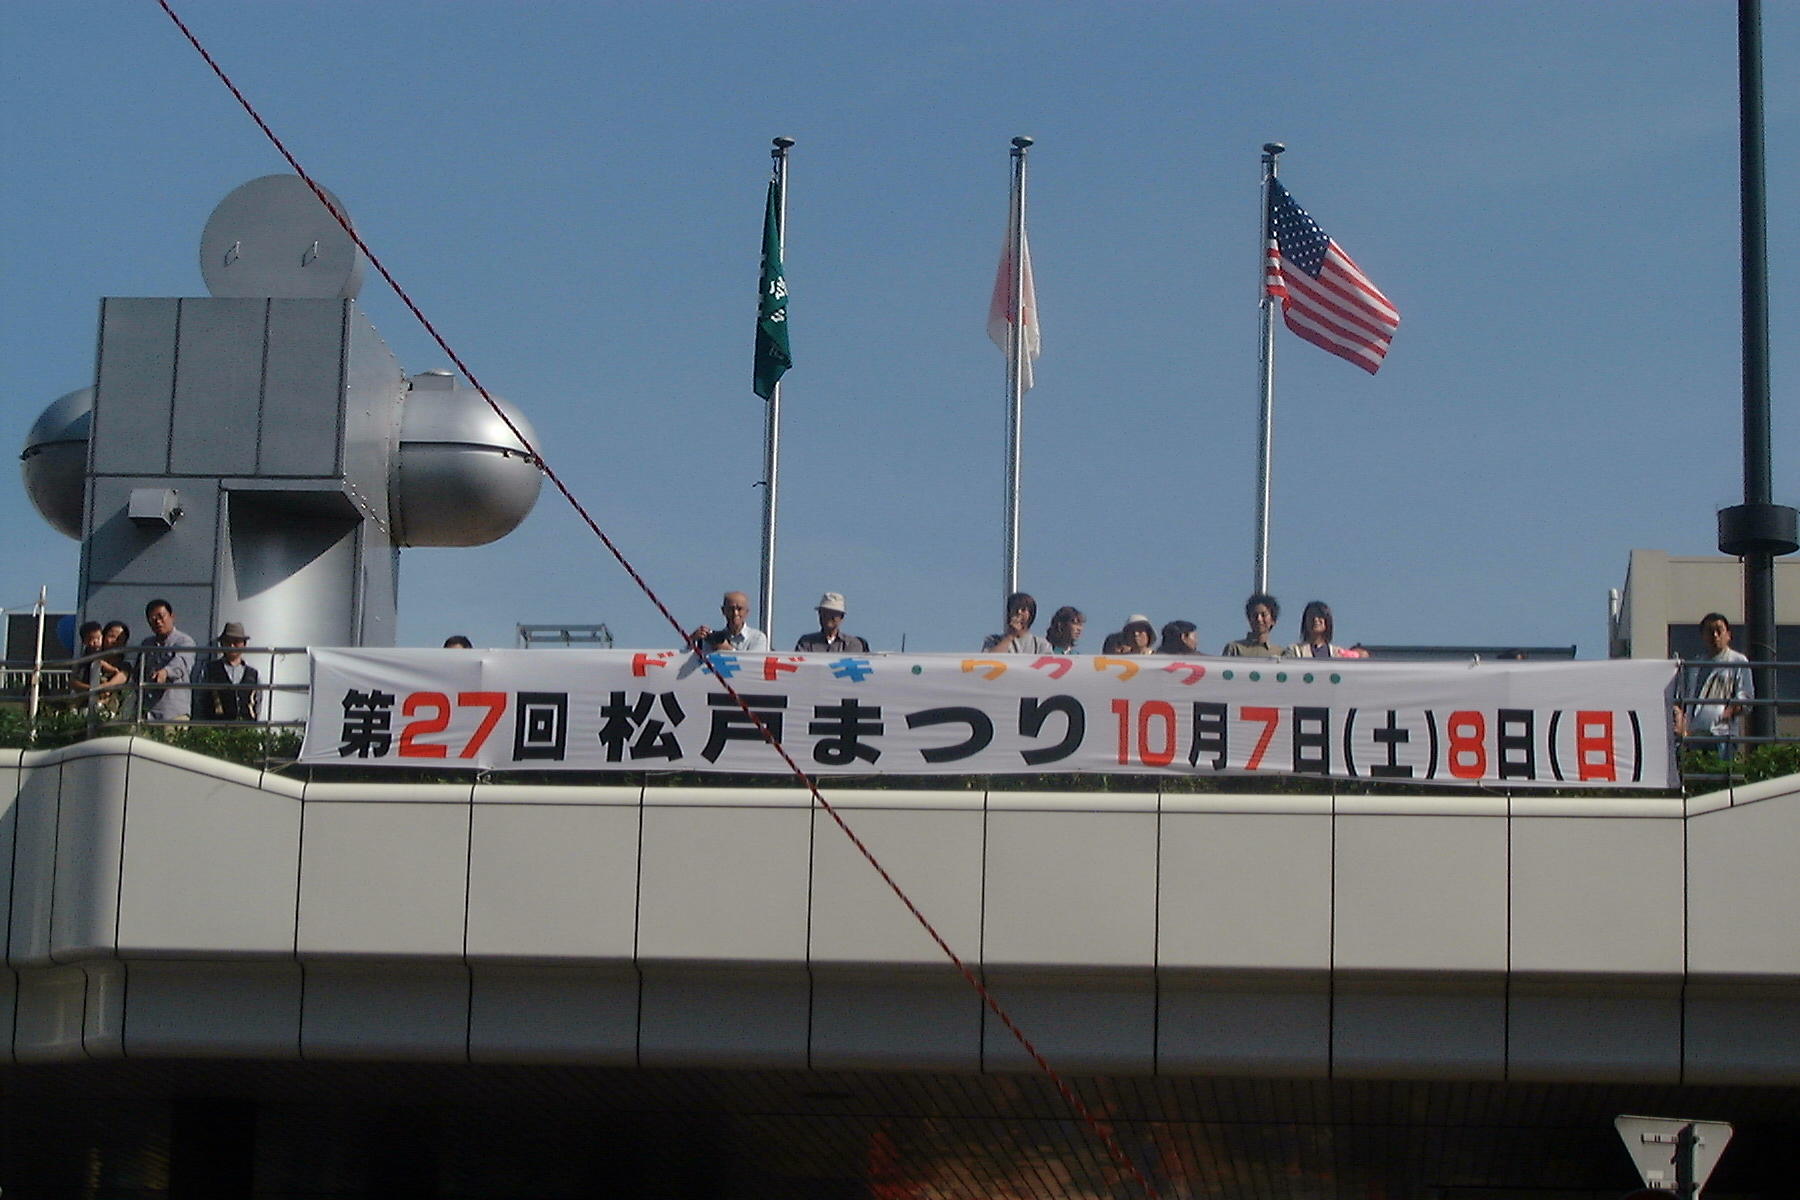 ドキドキ・ワクワク・・・・・・
第27回 松戸まつり 10月7日(土)8日(日)